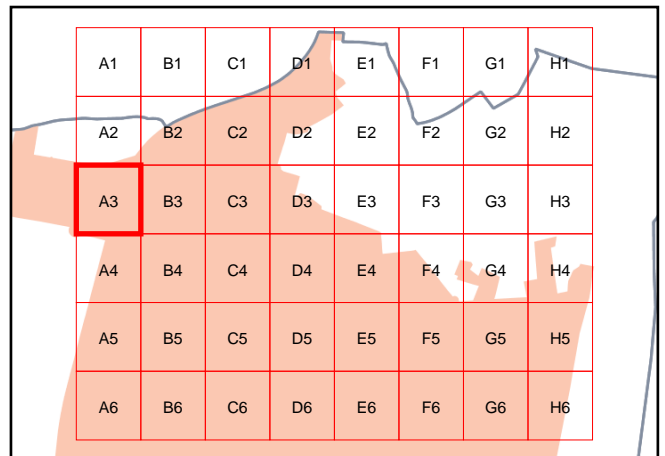 A1 B1 C1 D1 E1 F1 G1 H1
A2 B2 C2 D2 E2 F2 G2 H2
A3 B3 C3 D3 E3 F3 G3 H3
A4 B4 C4 D4 E4 F4 G4 H4
A5 B5 C5 D5 E5 F5 G5 H5
A6 B6 C6 D6 E6 F6 G6 H6